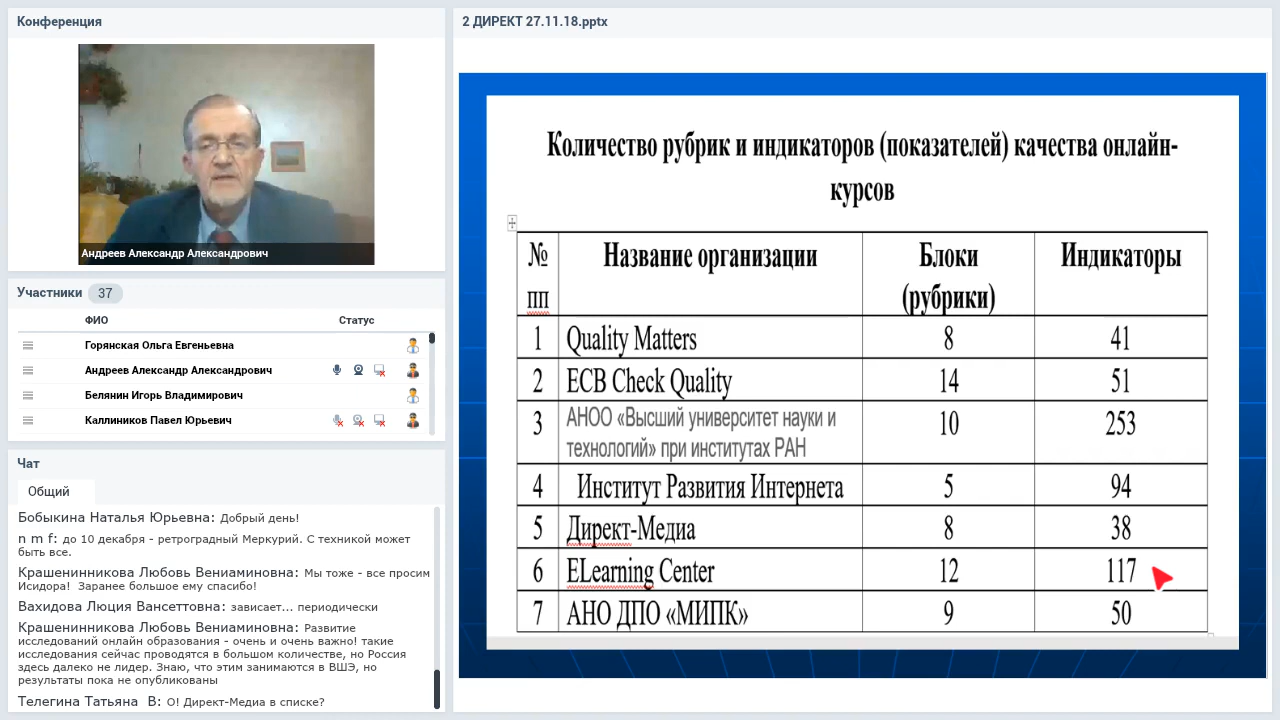 Конференция
Андреев Александр Александрович
Участники 37
ФИО Статус
Горянская Ольга Евгеньевна
Андреев Александр Александрович
Белянин Игорь Владимирович
Каллиников Павел Юрьевич
Чат
Общий
Бобыкина Наталья Юрьевна: Добрый день!
n m f: до 10 декабря - ретроградный Меркурий. С техникой может
быть все.
Крашенинникова Любовь Вениаминовна: Мы тоже - все просим
Исидора! Заранее большое ему спасибо!
Вахидова Люция Вансеттовна: зависает... периодически
Крашенинникова Любовь Вениаминовна: Развитие
исследований онлайн образования - очень и очень важно! такие
исследования сейчас проводятся в большом количестве, но Россия
здесь далеко не лидер. Знаю, что этим занимаются в ВШЭ, но
результаты пока не опубликованы
Телегина Татьяна В: О! Директ-Медиа в списке?
2 ДИРЕКТ 27.11.18.pptx
Количество рубрик и индикаторов (показателей) качества онлайн-
курсов
№ Название организации Блоки Индикаторы
пп (рубрики)
1 Quality Matters 8 41
2 ECB Check Quality 14 51
3 АНОО «Высший университет науки и 10 253
технологий» при институтах РАН
4 Институт Развития Интернета 5 94
5 Директ-Медиа 8 38
6 ELearning Center 12 117
7 АНО ДПО «МИПК» 9 50